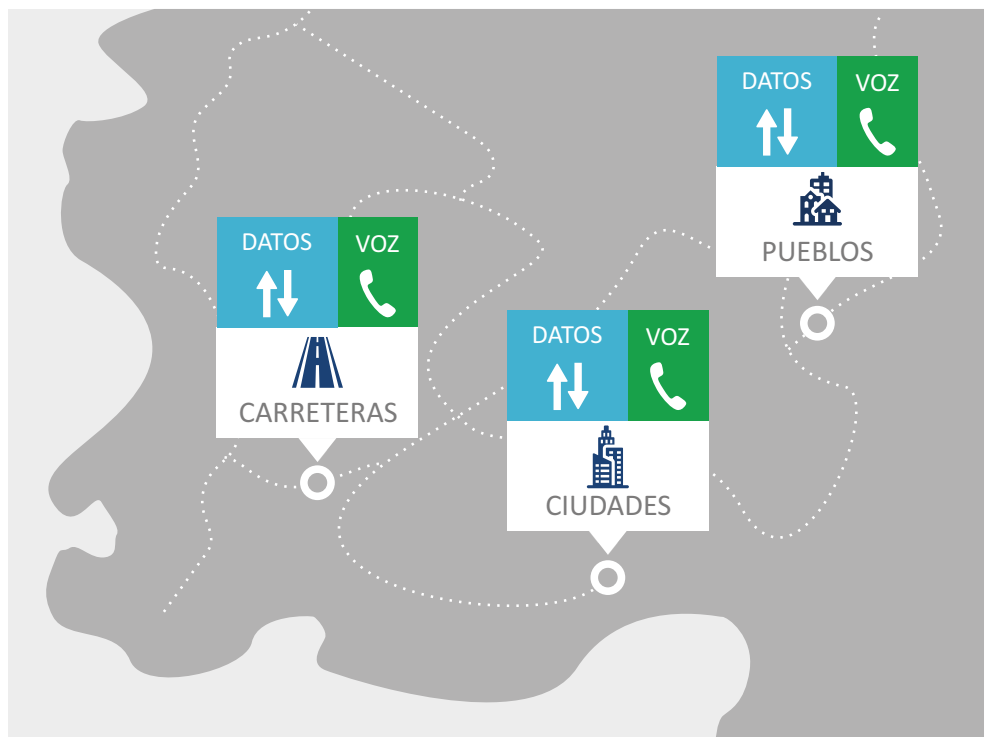 DATOS VOZ
PUEBLOS
DATOS VOZ
CARRETERAS
DATOS VOZ
CIUDADES